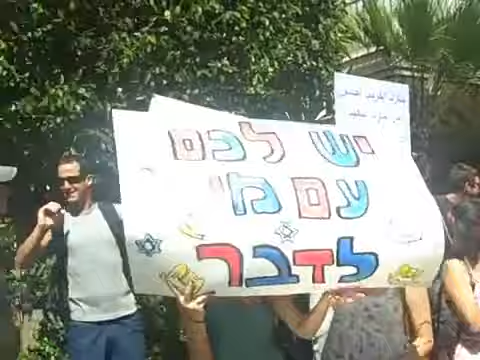 יש לכם
עם מי
לדבר